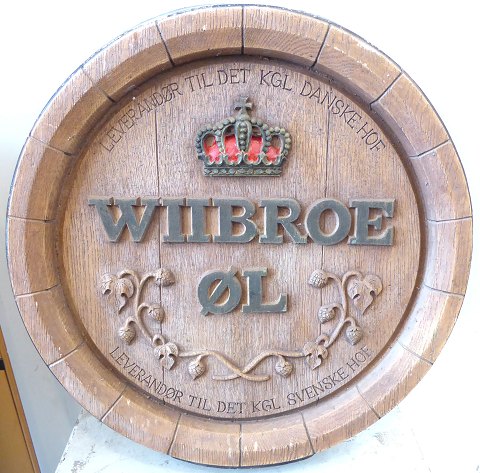 LEVERANDØR TIL DET KGL DANSKE HOF
WIIBROE
ØL
LEVERANDØR TIL DET KGL SVENSKE HOF